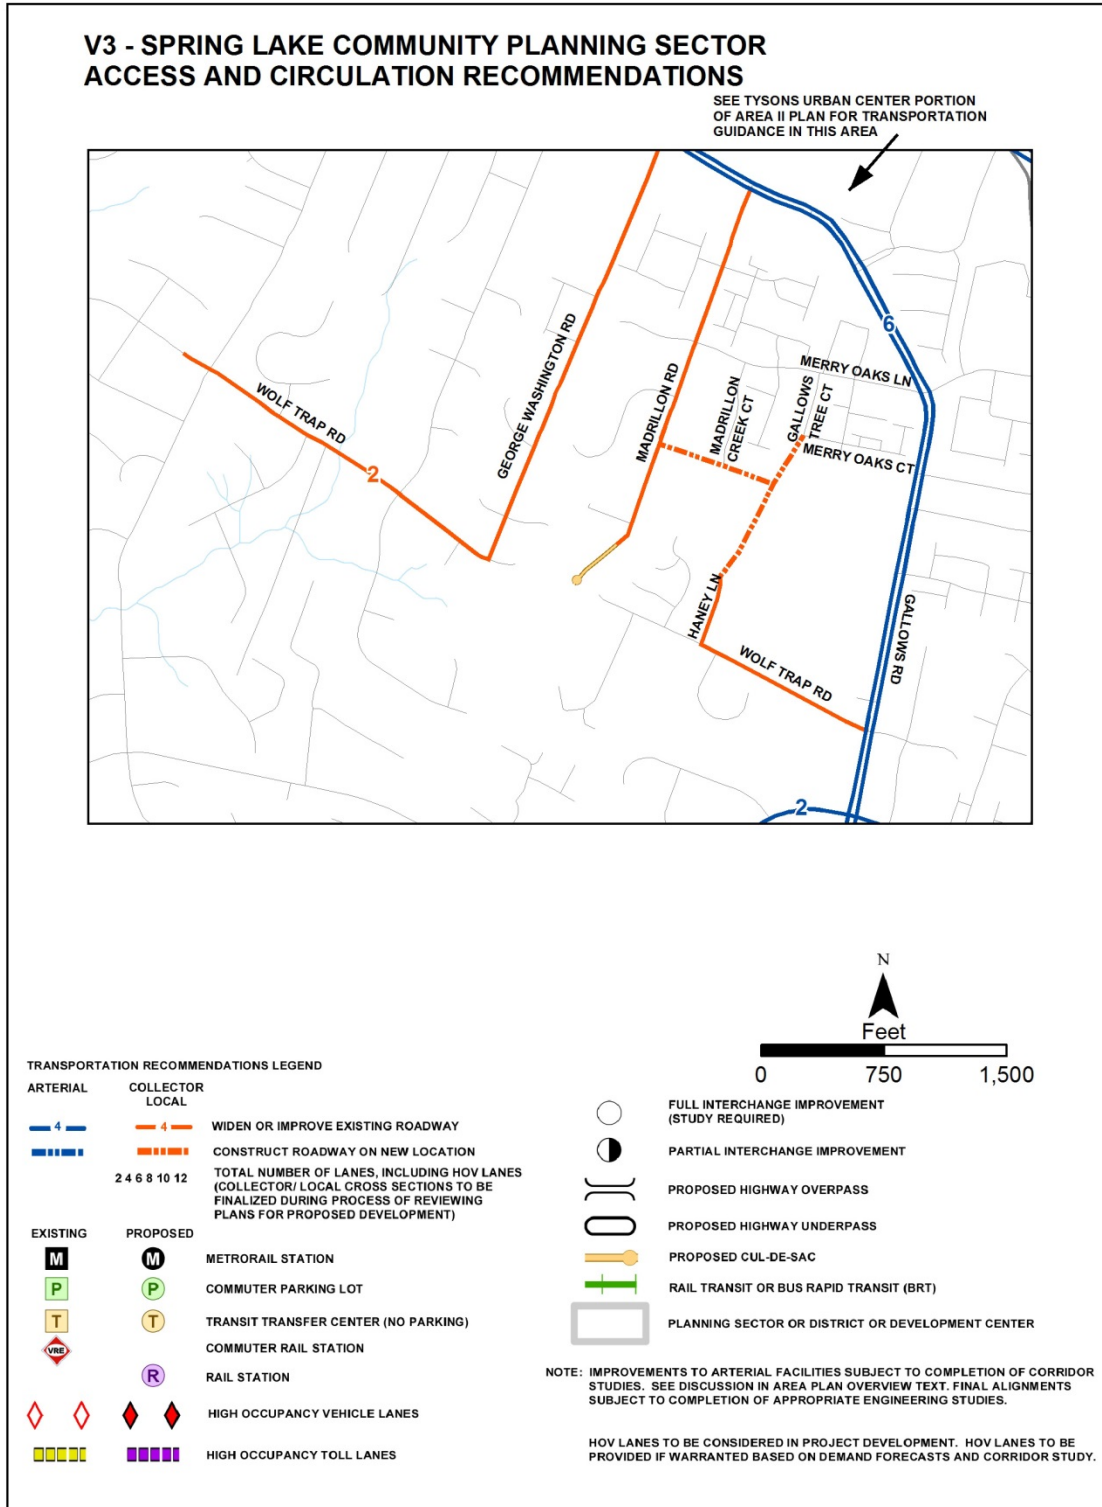 V3 - SPRING LAKE COMMUNITY PLANNING SECTOR
ACCESS AND CIRCULATION RECOMMENDATIONS
SEE TYSONS URBAN CENTER PORTION
OF AREA II PLAN FOR TRANSPORTATION
GUIDANCE IN THIS AREA
6
MERRY OAKS LN
GEORGE WASHINGTON RD
MADRILLON RD
MADRILLON
CREEK CT
GALLOWS
TREE CT
MERRY OAKS CT
WOLF TRAP RD
2
HANEY LN
GALLOWS RD
WOLF TRAP RD
2
N
Feet
0 750 1,500
TRANSPORTATION RECOMMENDATIONS LEGEND
ARTERIAL COLLECTOR
LOCAL
4 4 WIDEN OR IMPROVE EXISTING ROADWAY
CONSTRUCT ROADWAY ON NEW LOCATION
2 4 6 8 10 12 TOTAL NUMBER OF LANES, INCLUDING HOV LANES
(COLLECTOR/ LOCAL CROSS SECTIONS TO BE
FINALIZED DURING PROCESS OF REVIEWING
PLANS FOR PROPOSED DEVELOPMENT)
EXISTING PROPOSED
M M METRORAIL STATION
P P COMMUTER PARKING LOT
T T TRANSIT TRANSFER CENTER (NO PARKING)
VRE COMMUTER RAIL STATION
R RAIL STATION
HIGH OCCUPANCY VEHICLE LANES
HIGH OCCUPANCY TOLL LANES
FULL INTERCHANGE IMPROVEMENT
(STUDY REQUIRED)
PARTIAL INTERCHANGE IMPROVEMENT
PROPOSED HIGHWAY OVERPASS
PROPOSED HIGHWAY UNDERPASS
PROPOSED CUL-DE-SAC
RAIL TRANSIT OR BUS RAPID TRANSIT (BRT)
PLANNING SECTOR OR DISTRICT OR DEVELOPMENT CENTER
NOTE: IMPROVEMENTS TO ARTERIAL FACILITIES SUBJECT TO COMPLETION OF CORRIDOR
STUDIES. SEE DISCUSSION IN AREA PLAN OVERVIEW TEXT. FINAL ALIGNMENTS
SUBJECT TO COMPLETION OF APPROPRIATE ENGINEERING STUDIES.
HOV LANES TO BE CONSIDERED IN PROJECT DEVELOPMENT. HOV LANES TO BE
PROVIDED IF WARRANTED BASED ON DEMAND FORECASTS AND CORRIDOR STUDY.